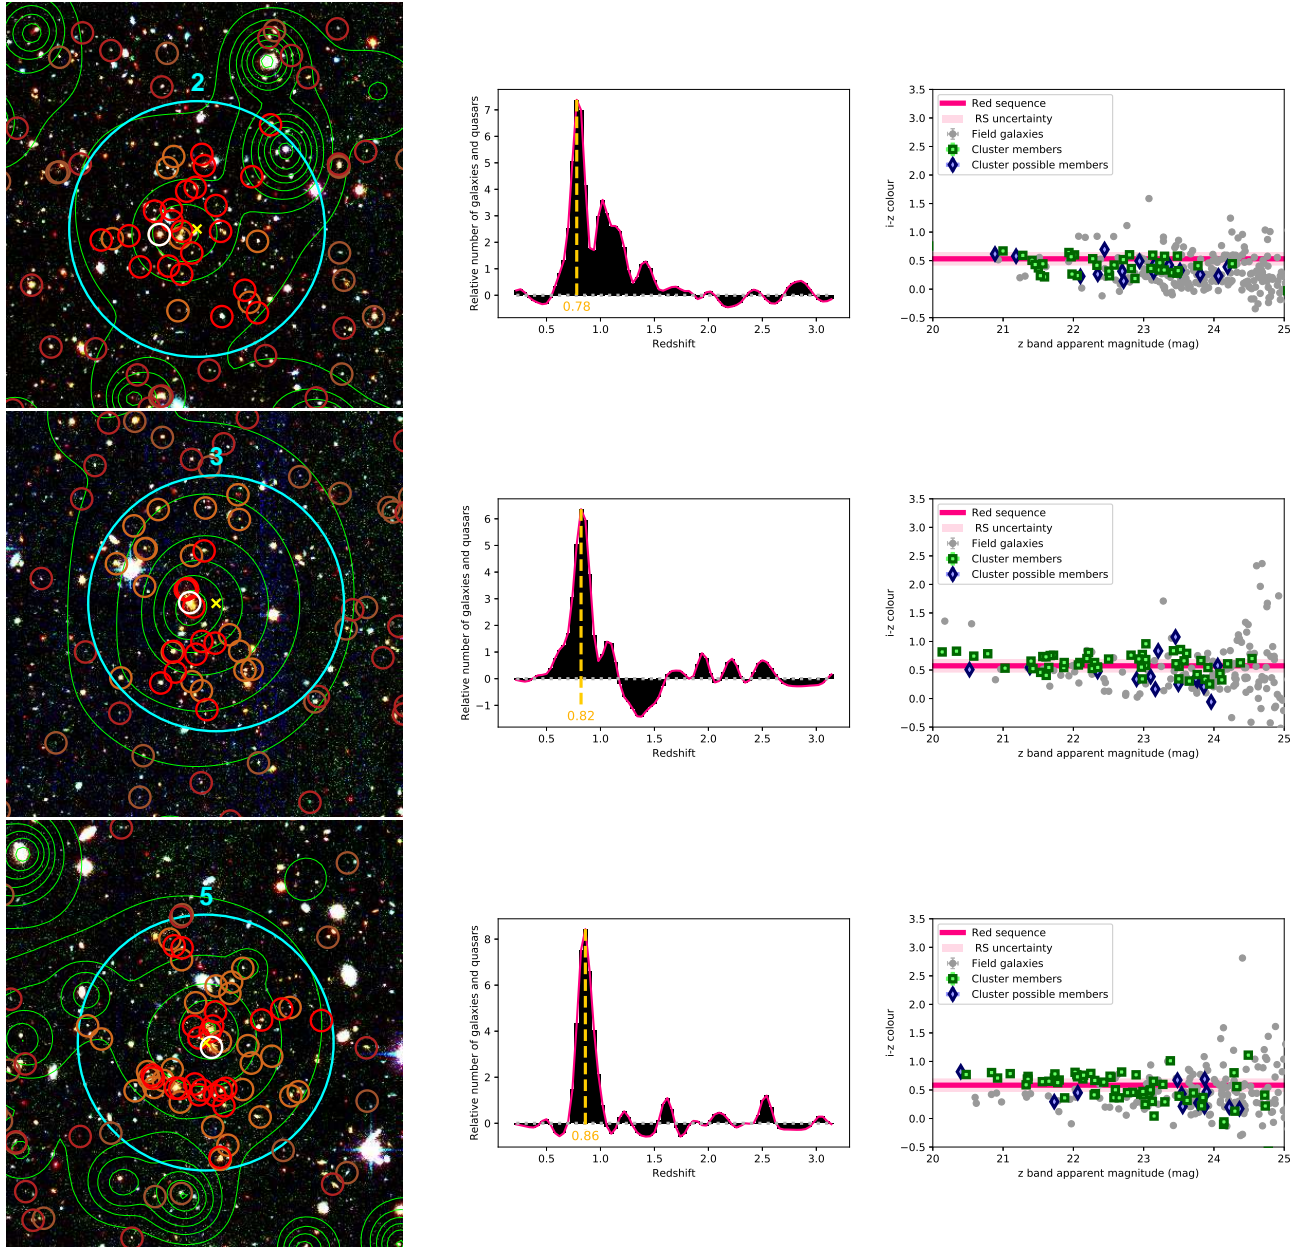 2
Relative number of galaxies and quasars
7
6
5
4
3
2
1
0
0.78
0.5 1.0 1.5 2.0 2.5 3.0
Redshift
i-z colour
3.5
3.0
2.5
2.0
1.5
1.0
0.5
0.0
−0.5
Red sequence
RS uncertainty
Field galaxies
Cluster members
Cluster possible members
20 21 22 23 24 25
z band apparent magnitude (mag)
3
Relative number of galaxies and quasars
6
5
4
3
2
1
0
−1
0.82
0.5 1.0 1.5 2.0 2.5 3.0
Redshift
i-z colour
3.5
3.0
2.5
2.0
1.5
1.0
0.5
0.0
−0.5
Red sequence
RS uncertainty
Field galaxies
Cluster members
Cluster possible members
20 21 22 23 24 25
z band apparent magnitude (mag)
5
Relative number of galaxies and quasars
8
6
4
2
0
0.86
0.5 1.0 1.5 2.0 2.5 3.0
Redshift
i-z colour
3.5
3.0
2.5
2.0
1.5
1.0
0.5
0.0
−0.5
Red sequence
RS uncertainty
Field galaxies
Cluster members
Cluster possible members
20 21 22 23 24 25
z band apparent magnitude (mag)